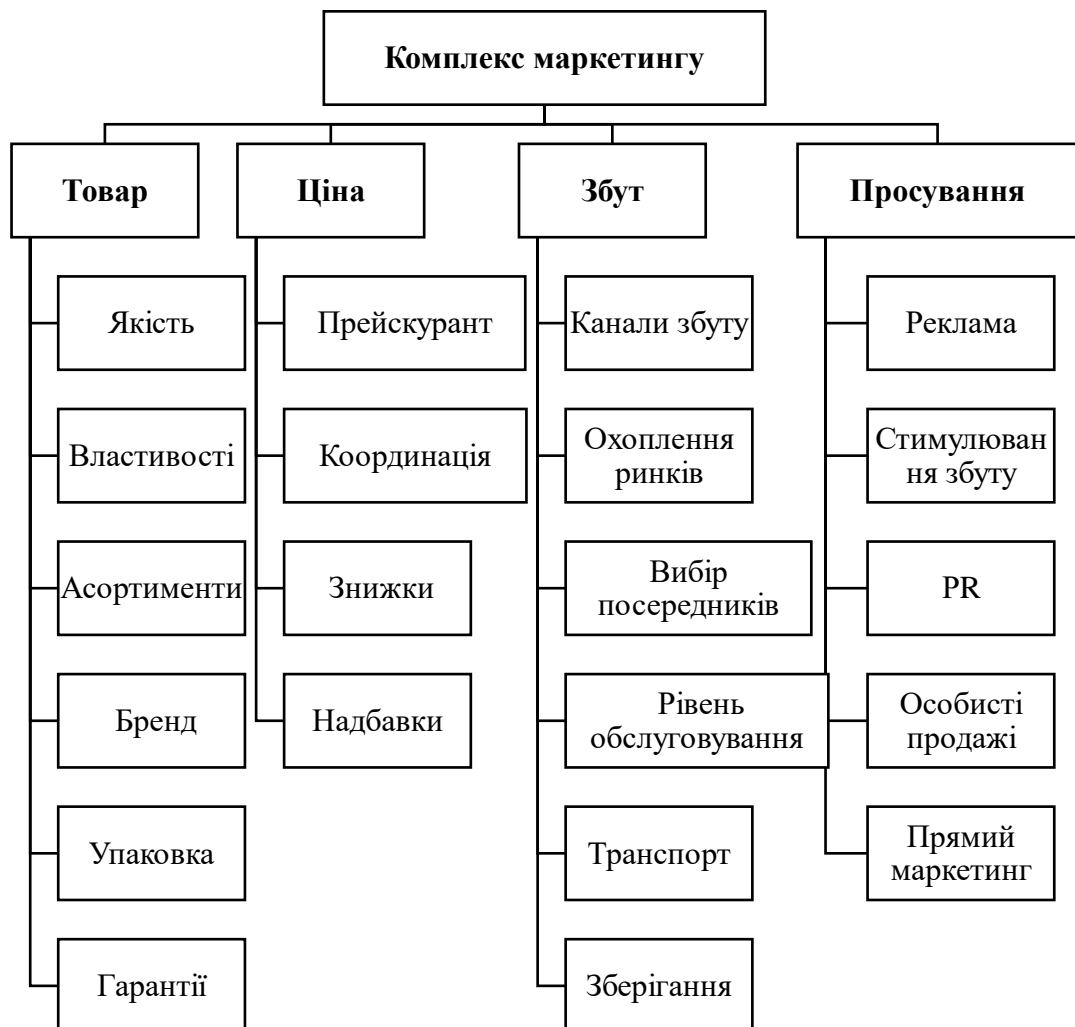 Комплекс маркетингу
Товар
Ціна
Збут
Просування
Якість
Властивості
Асортименти
Бренд
Упаковка
Гарантії
Прейскурант
Координація
Знижки
Надбавки
Канали збуту
Охоплення
ринків
Вибір
посередників
Рівень
обслуговування
Транспорт
Зберігання
Реклама
Стимулюван
ня збуту
PR
Особисті
продажі
Прямий
маркетинг